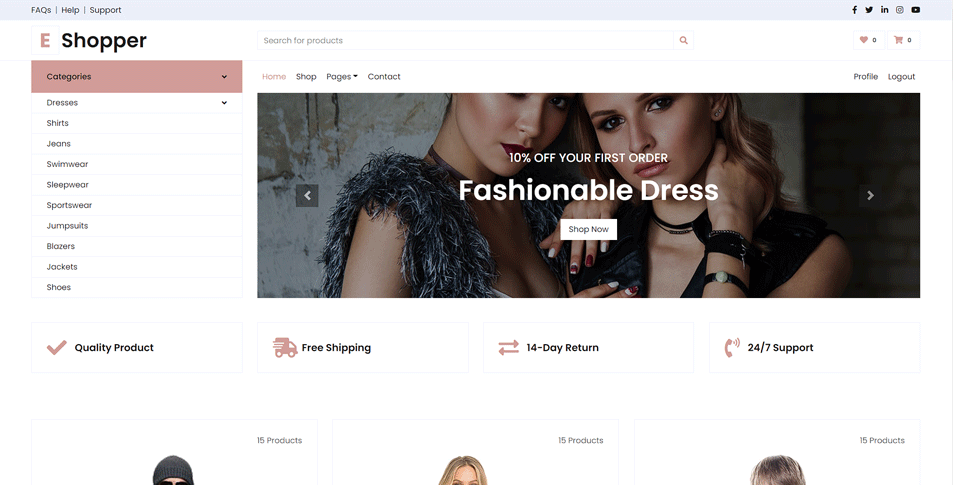 FAQs | Help | Support
E Shopper
Search for products
0
0
Categories
Home Shop Pages Contact
Profile Logout
Dresses
Shirts
Jeans
Swimwear
Sleepwear
Sportswear
Jumpsuits
Blazers
Jackets
Shoes
10% OFF YOUR FIRST ORDER
Fashionable Dress
Shop Now
Quality Product
Free Shipping
14-Day Return
24/7 Support
15 Products
15 Products
15 Products